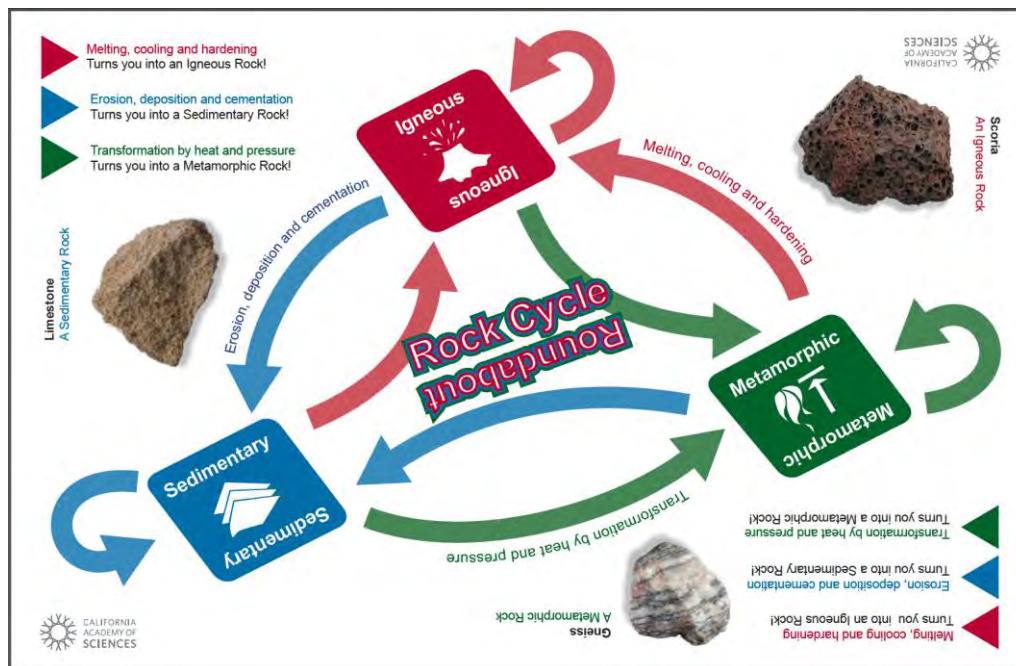 Melting, cooling and hardening
Turns you into an Igneous Rock!
Erosion, deposition and cementation
Turns you into a Sedimentary Rock!
Transformation by heat and pressure
Turns you into a Metamorphic Rock!
CALIFORNIA
ACADEMY OF
SCIENCES
Igneous
Igneous
Scoria
An Igneous Rock
Melting, cooling and hardening
Erosion, deposition and cementation
Limestone
A Sedimentary Rock
Rock Cycle
Roundabout
Metamorphic
Metamorphic
Sedimentary
Sedimentary
Transformation by heat and pressure
Gneiss
A Metamorphic Rock
Melting, cooling and hardening
Turns you into an Igneous Rock!
Erosion, deposition and cementation
Turns you into a Sedimentary Rock!
Transformation by heat and pressure
Turns you into a Metamorphic Rock!
CALIFORNIA
ACADEMY OF
SCIENCES